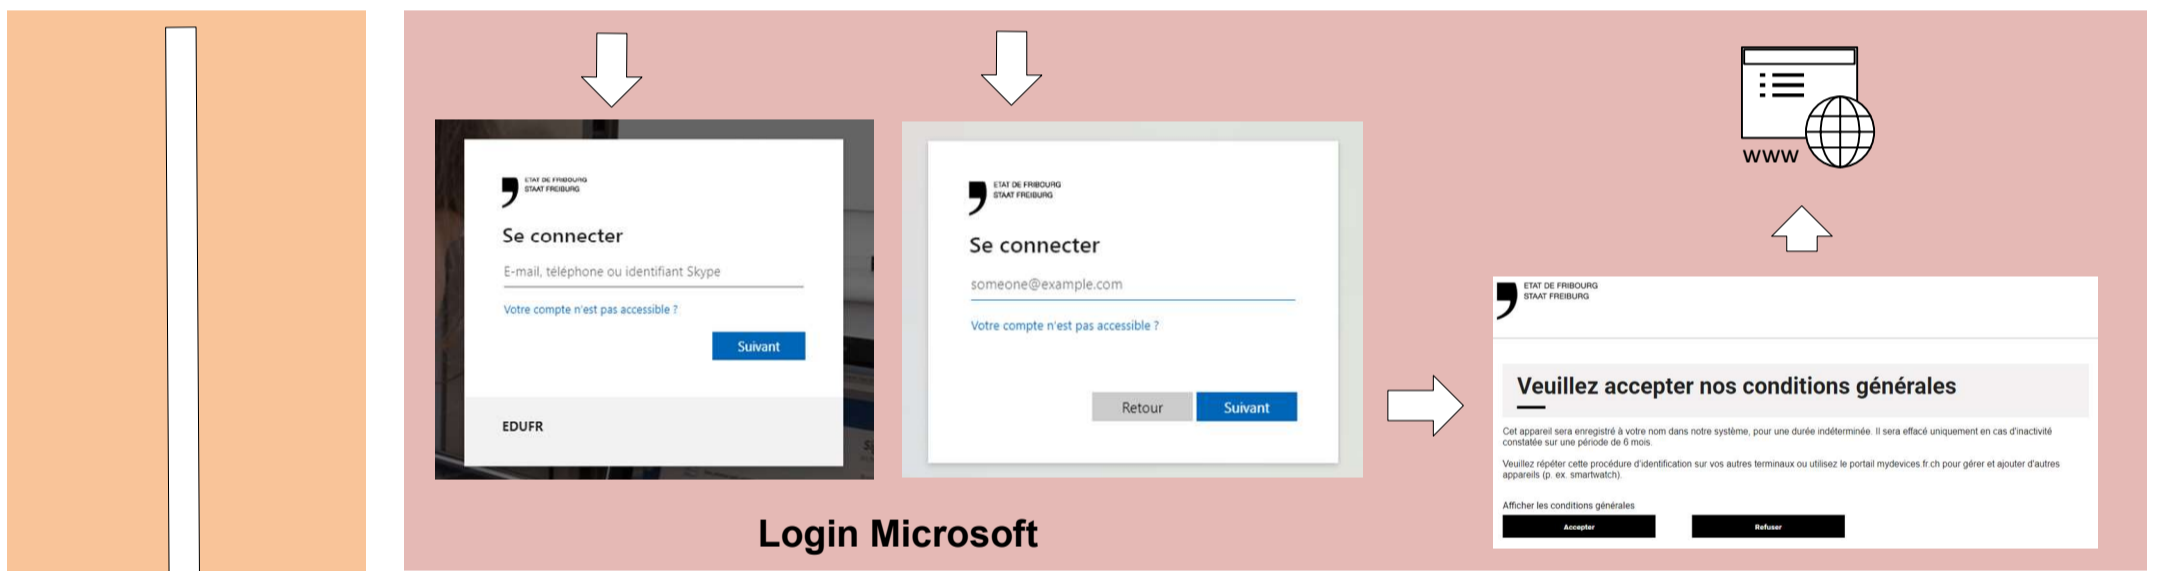 ETAT DE FRIBOURG
STAAT FREIBURG
Se connecter
E-mail, téléphone ou identifiant Skype
Votre compte n'est pas accessible ?
Suivant
EDUFR
ETAT DE FRIBOURG
STAAT FREIBURG
Se connecter
someone@example.com
Votre compte n'est pas accessible ?
Retour
Suivant
Login Microsoft
www
ETAT DE FRIBOURG
STAAT FREIBURG
Veuillez accepter nos conditions générales
Cet appareil sera enregistré à votre nom dans notre système, pour une durée indéterminée. Il sera effacé uniquement en cas d'inactivité
constatée sur une période de 6 mois.
Veuillez répéter cette procédure d'identification sur vos autres terminaux ou utilisez le portail mydevices.fr.ch pour gérer et ajouter d'autres
appareils (p. ex. smartwatch).
Afficher les conditions générales
Accepter
Refuser